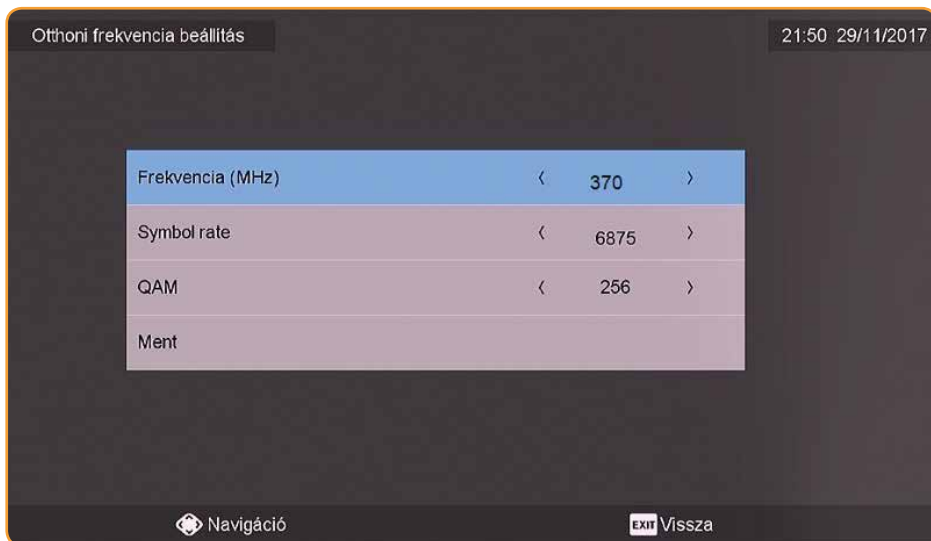 Otthoni frekvencia beállitás 21:50 29/11/2017
Frekvencia (MHz) < 370 >
Symbol rate < 6875 >
QAM < 256 >
Ment
Navigáció EXIT Vissza